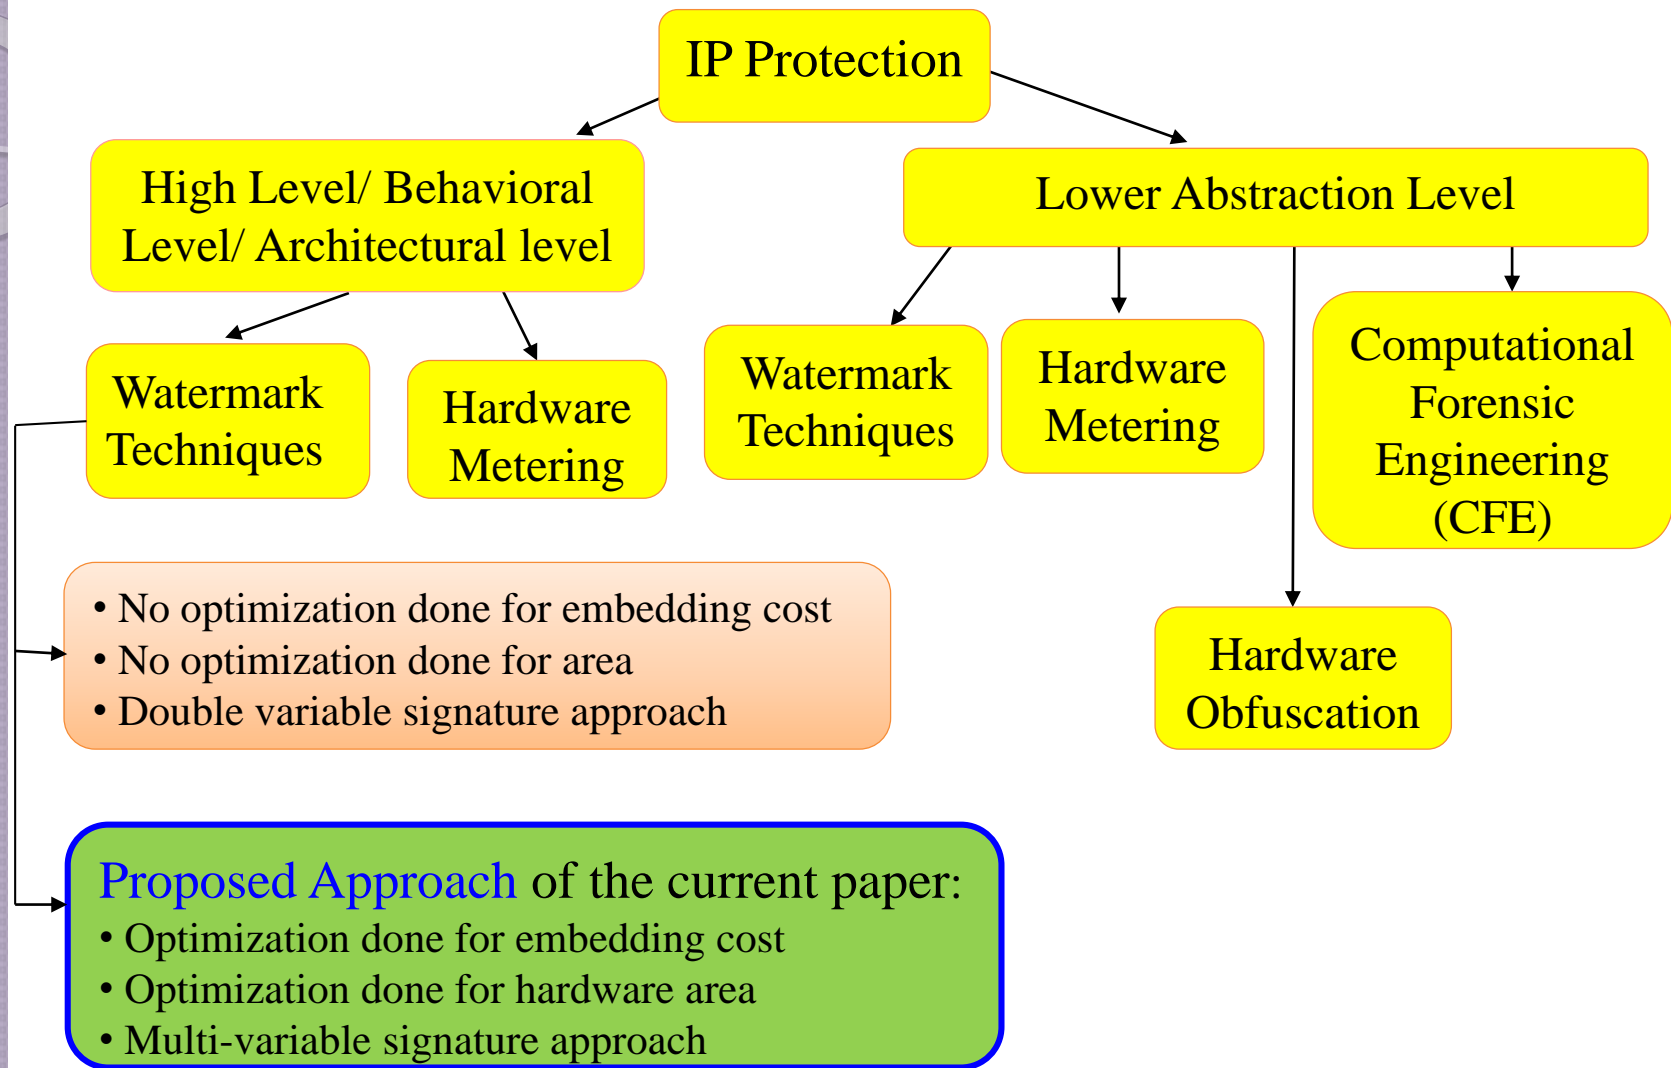 IP Protection
High Level/ Behavioral
Level/ Architectural level
Lower Abstraction Level
Watermark
Techniques
Hardware
Metering
Watermark
Techniques
Hardware
Metering
Computational
Forensic
Engineering
(CFE)
Hardware
Obfuscation
• No optimization done for embedding cost
• No optimization done for area
• Double variable signature approach
Proposed Approach of the current paper:
• Optimization done for embedding cost
• Optimization done for hardware area
• Multi-variable signature approach